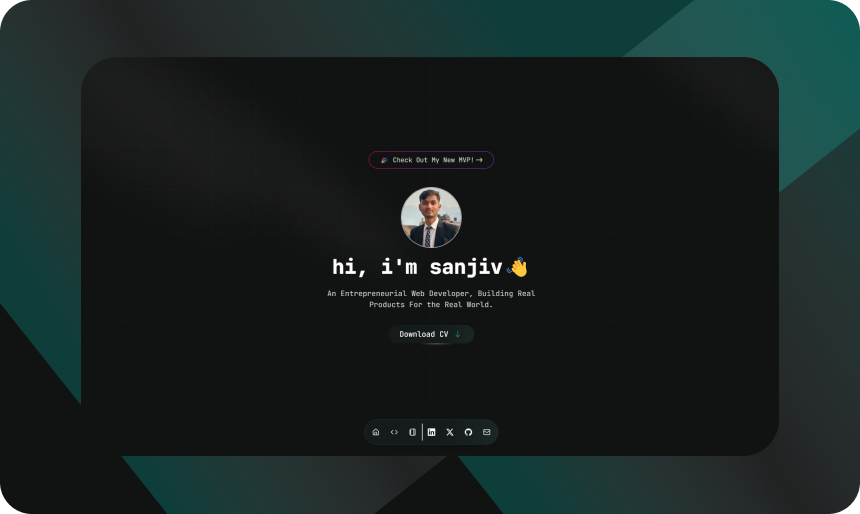 🎉 Check Out My New MVP! →
hi, i'm sanjiv 👋
An Entrepreneurial Web Developer, Building Real
Products For the Real World.
Download CV ↓